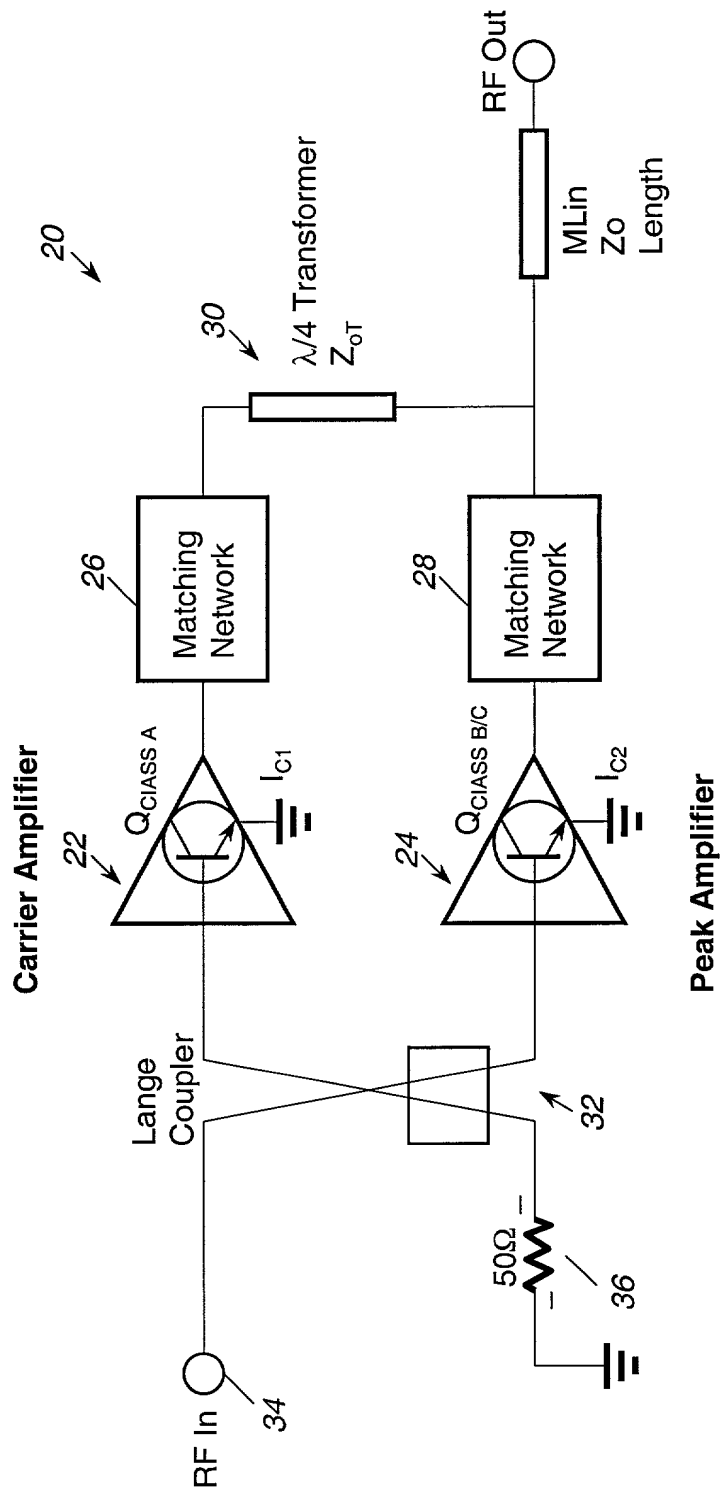 Carrier Amplifier
20
22
Q_CIASS A
I_C1
26
Matching
Network
30
λ/4 Transformer
Z_oT
Lange
Coupler
RF In
34
50Ω
36
32
24
Q_CIASS B/C
I_C2
28
Matching
Network
MLin
Zo
Length
RF Out
Peak Amplifier